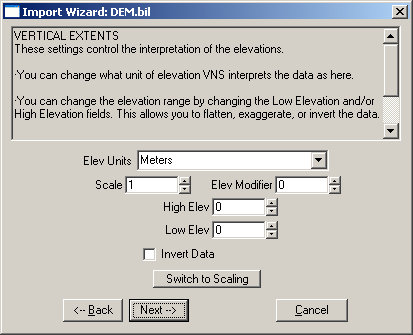 Import Wizard: DEM.bil
VERTICAL EXTENTS
These settings control the interpretation of the elevations.
·You can change what unit of elevation VNS interprets the data as here.
·You can change the elevation range by changing the Low Elevation and/or
High Elevation fields. This allows you to flatten, exaggerate, or invert the data.
Elev Units Meters
Scale 1 Elev Modifier 0
High Elev 0
Low Elev 0
Invert Data
Switch to Scaling
<-- Back Next --> Cancel